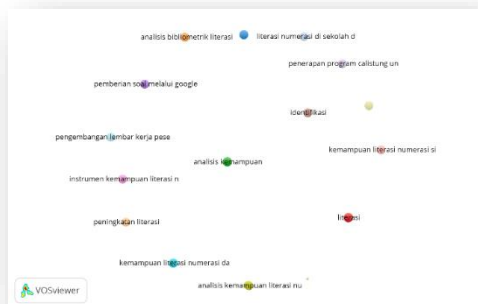 analisis bibliometrik literasi
literasi numerasi di sekolah d
penerapan program calistung un
pemberian soal melalui google
identifikasi
pengembangan lembar kerja pese
kemampuan literasi numerasi si
analisis kemampuan
instrumen kemampuan literasi n
peningkatan literasi
literasi
kemampuan literasi numerasi da
analisis kemampuan literasi nu
VOSviewer